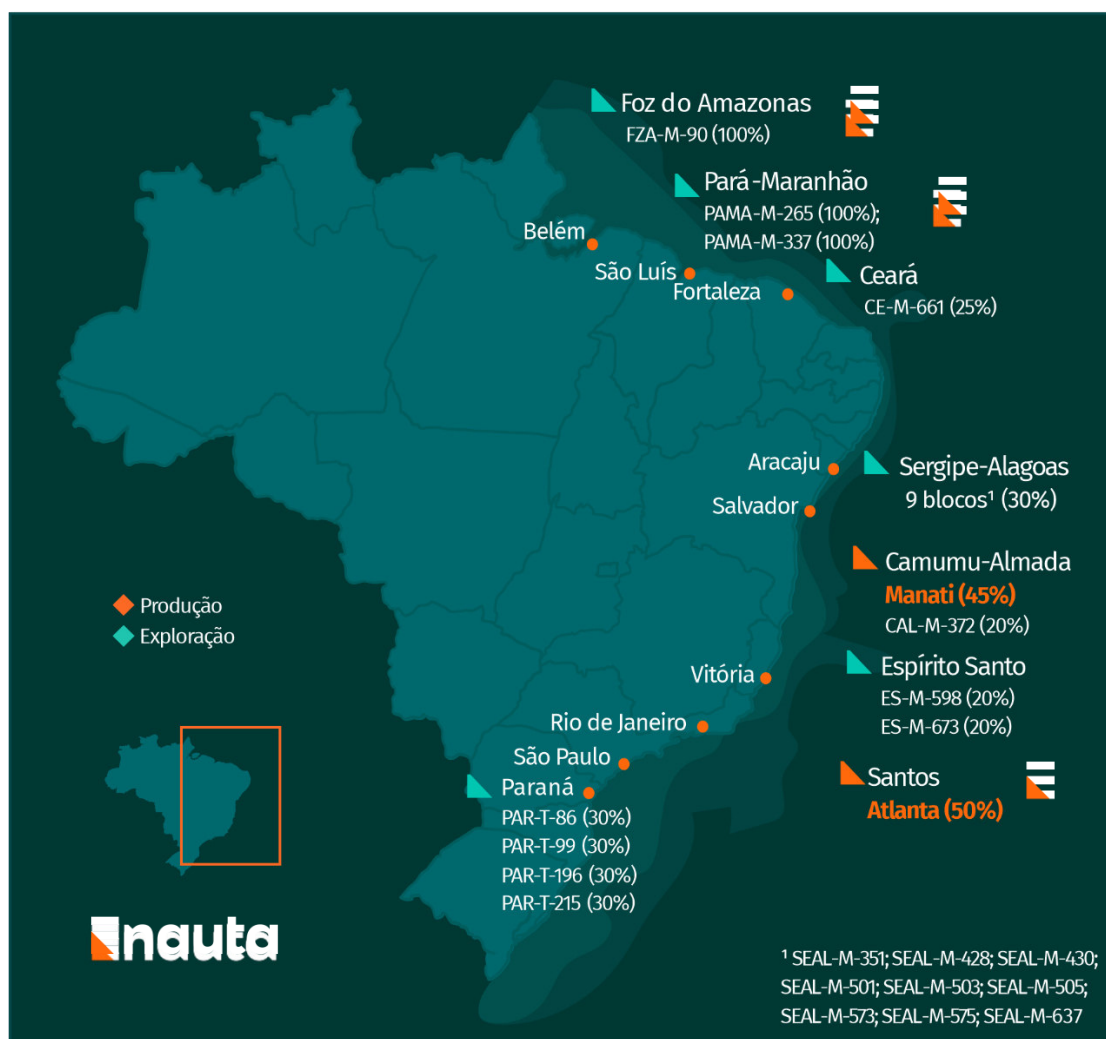 Foz do Amazonas
FZA-M-90 (100%)
Pará-Maranhão
PAMA-M-265 (100%);
PAMA-M-337 (100%)
Belém
São Luís
Fortaleza
Ceará
CE-M-661 (25%)
Aracaju
Salvador
Sergipe-Alagoas
9 blocos¹ (30%)
Camumu-Almada
Manati (45%)
CAL-M-372 (20%)
Produção
Exploração
Vitória
Espírito Santo
ES-M-598 (20%)
ES-M-673 (20%)
Rio de Janeiro
São Paulo
Santos
Atlanta (50%)
Paraná
PAR-T-86 (30%)
PAR-T-99 (30%)
PAR-T-196 (30%)
PAR-T-215 (30%)
enauta
¹ SEAL-M-351; SEAL-M-428; SEAL-M-430;
SEAL-M-501; SEAL-M-503; SEAL-M-505;
SEAL-M-573; SEAL-M-575; SEAL-M-637